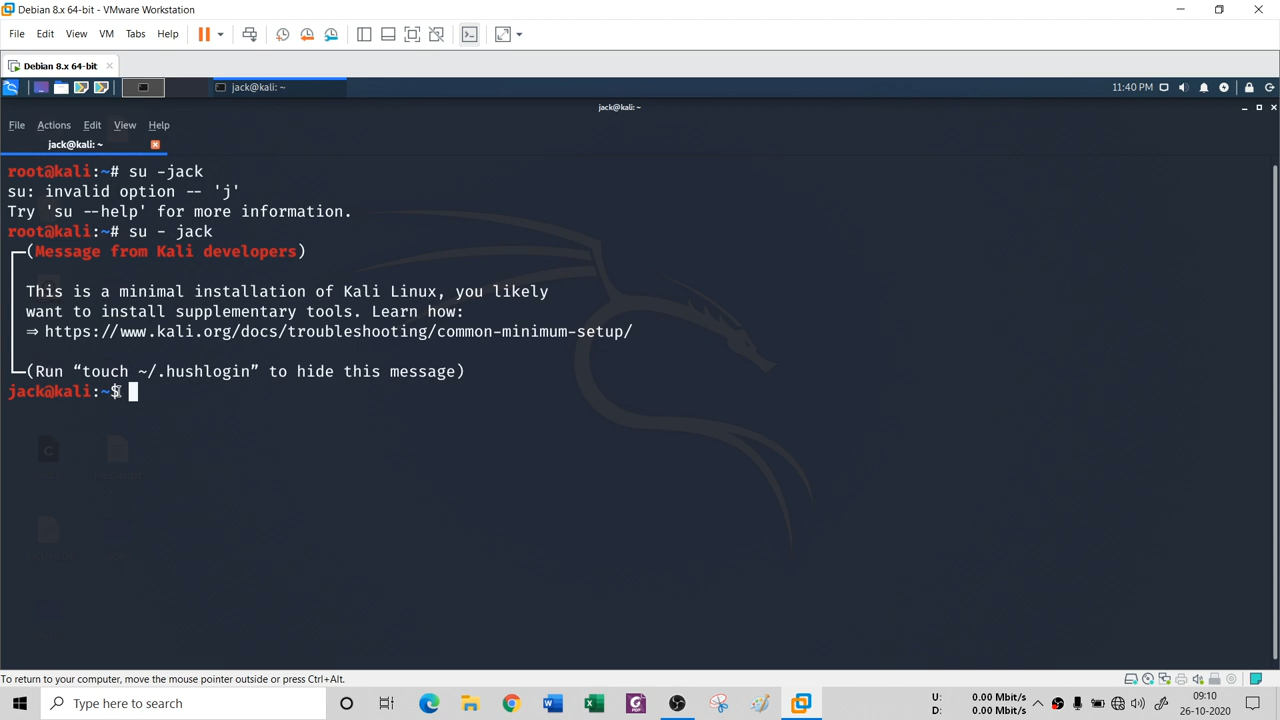 Debian 8.x 64-bit - VMware Workstation
File Edit View VM Tabs Help
Debian 8.x 64-bit
jack@kali: ~
11:40 PM
jack@kali: ~
File Actions Edit View Help
jack@kali: ~
root@kali:~# su -jack
su: invalid option -- 'j'
Try 'su --help' for more information.
root@kali:~# su - jack
(Message from Kali developers)
This is a minimal installation of Kali Linux, you likely
want to install supplementary tools. Learn how:
⇒ https://www.kali.org/docs/troubleshooting/common-minimum-setup/
(Run “touch ~/.hushlogin” to hide this message)
jack@kali:~$
To return to your computer, move the mouse pointer outside or press Ctrl+Alt.
Type here to search
U: 0.00 Mbit/s
D: 0.00 Mbit/s
09:10
26-10-2020